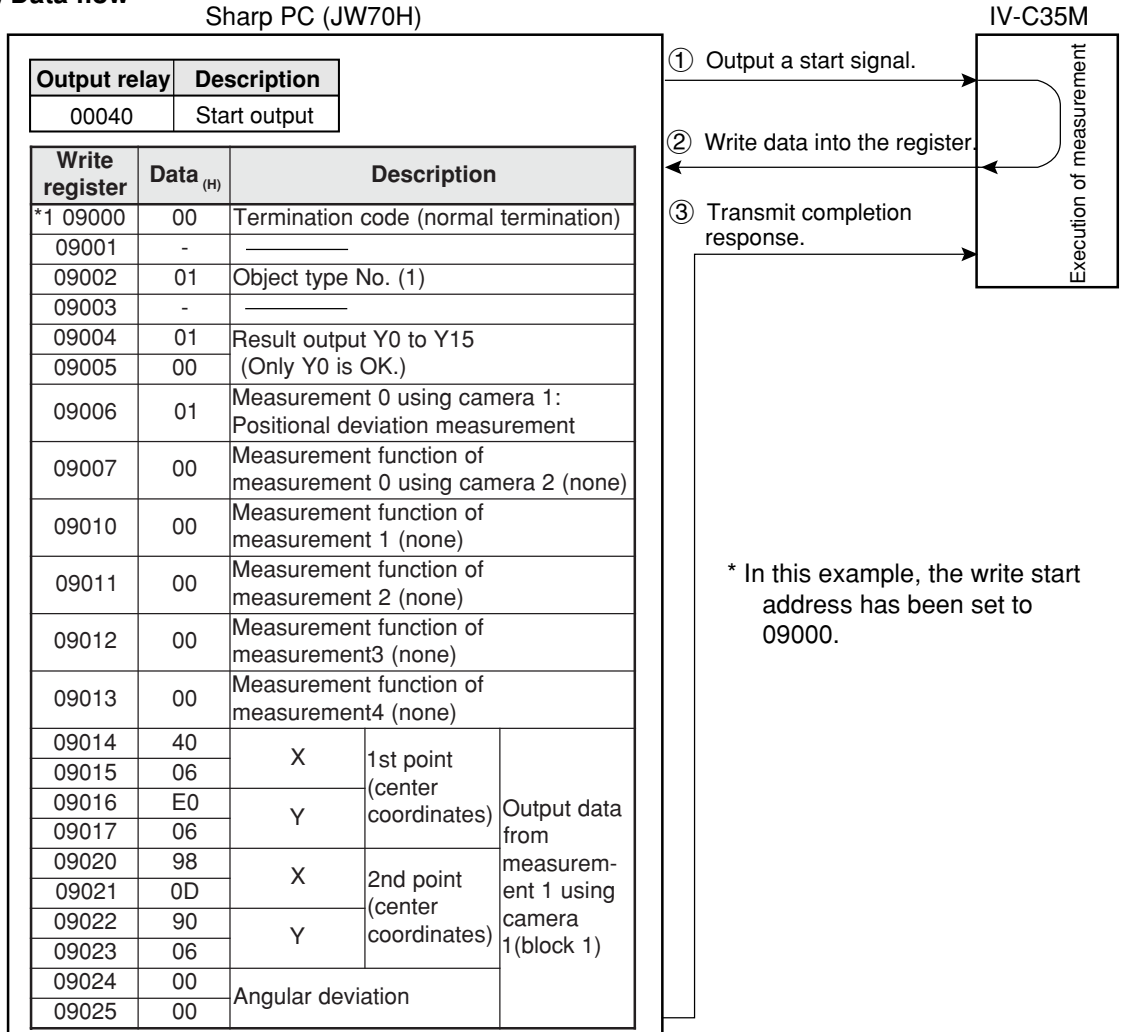 Data flow
Sharp PC (JW70H)
IV-C35M
Output relay Description
00040 Start output
Write register Data (H) Description
*1 09000 00 Termination code (normal termination)
09001 -
09002 01 Object type No. (1)
09003 -
09004 01 Result output Y0 to Y15
09005 00 (Only Y0 is OK.)
09006 01 Measurement 0 using camera 1:
Positional deviation measurement
09007 00 Measurement function of
measurement 0 using camera 2 (none)
09010 00 Measurement function of
measurement 1 (none)
09011 00 Measurement function of
measurement 2 (none)
09012 00 Measurement function of
measurement3 (none)
09013 00 Measurement function of
measurement4 (none)
09014 40
09015 06
X
09016 E0
09017 06
Y
1st point
(center
coordinates)
09020 98
09021 0D
X
09022 90
09023 06
Y
2nd point
(center
coordinates)
09024 00
09025 00
Angular deviation
Output data
from
measurem-
ent 1 using
camera
1(block 1)
① Output a start signal.
② Write data into the register.
③ Transmit completion
response.
Execution of measurement
* In this example, the write start
address has been set to
09000.